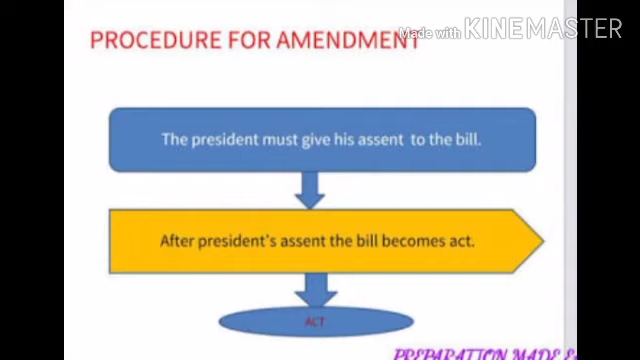 Made with KINEMASTER
PROCEDURE FOR AMENDMENT
The president must give his assent to the bill.
After president's assent the bill becomes act.
ACT
PREPARATION MADE